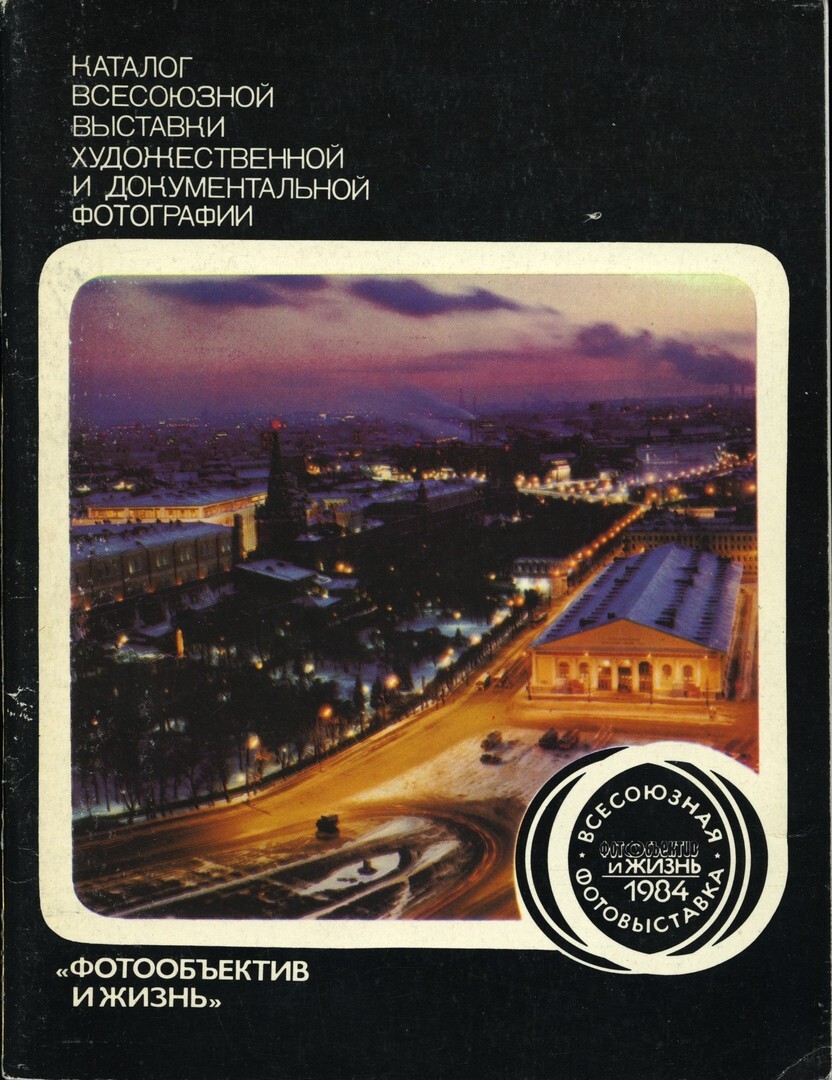 КАТАЛОГ
ВСЕСОЮЗНОЙ
ВЫСТАВКИ
ХУДОЖЕСТВЕННОЙ
И ДОКУМЕНТАЛЬНОЙ
ФОТОГРАФИИ
ВСЕСОЮЗНАЯ
ФОТООБЪЕКТИВ
И ЖИЗНЬ
1984
ФОТОВЫСТАВКА
«ФОТООБЪЕКТИВ
И ЖИЗНЬ»